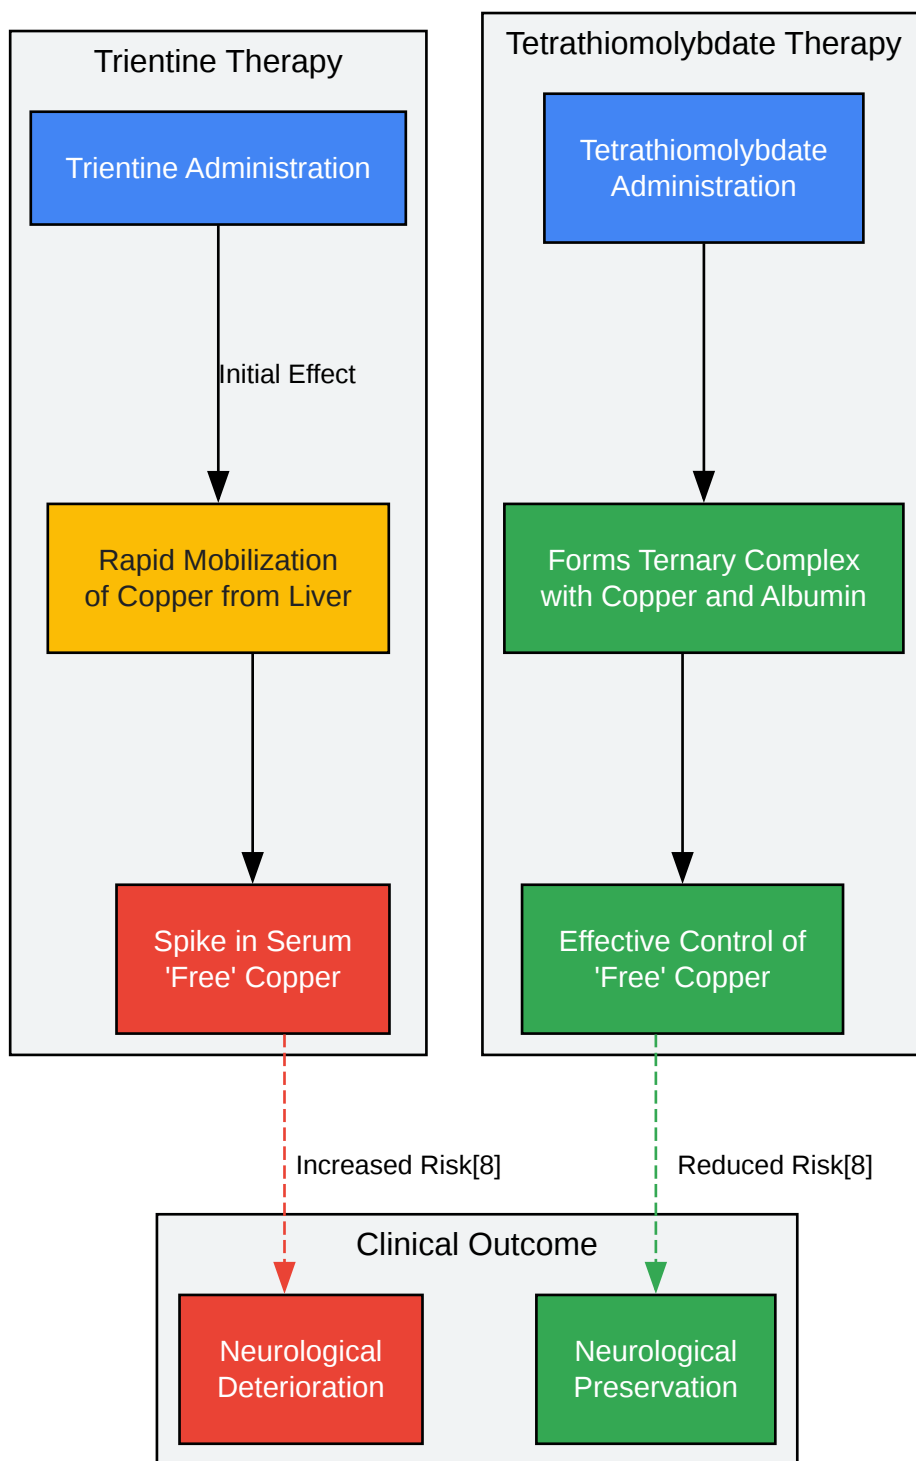 Trientine Therapy
Trientine Administration
Initial Effect
Rapid Mobilization
of Copper from Liver
Spike in Serum
'Free' Copper
Increased Risk[8]
Tetrathiomolybdate Therapy
Tetrathiomolybdate
Administration
Forms Ternary Complex
with Copper and Albumin
Effective Control of
'Free' Copper
Reduced Risk[8]
Clinical Outcome
Neurological
Deterioration
Neurological
Preservation